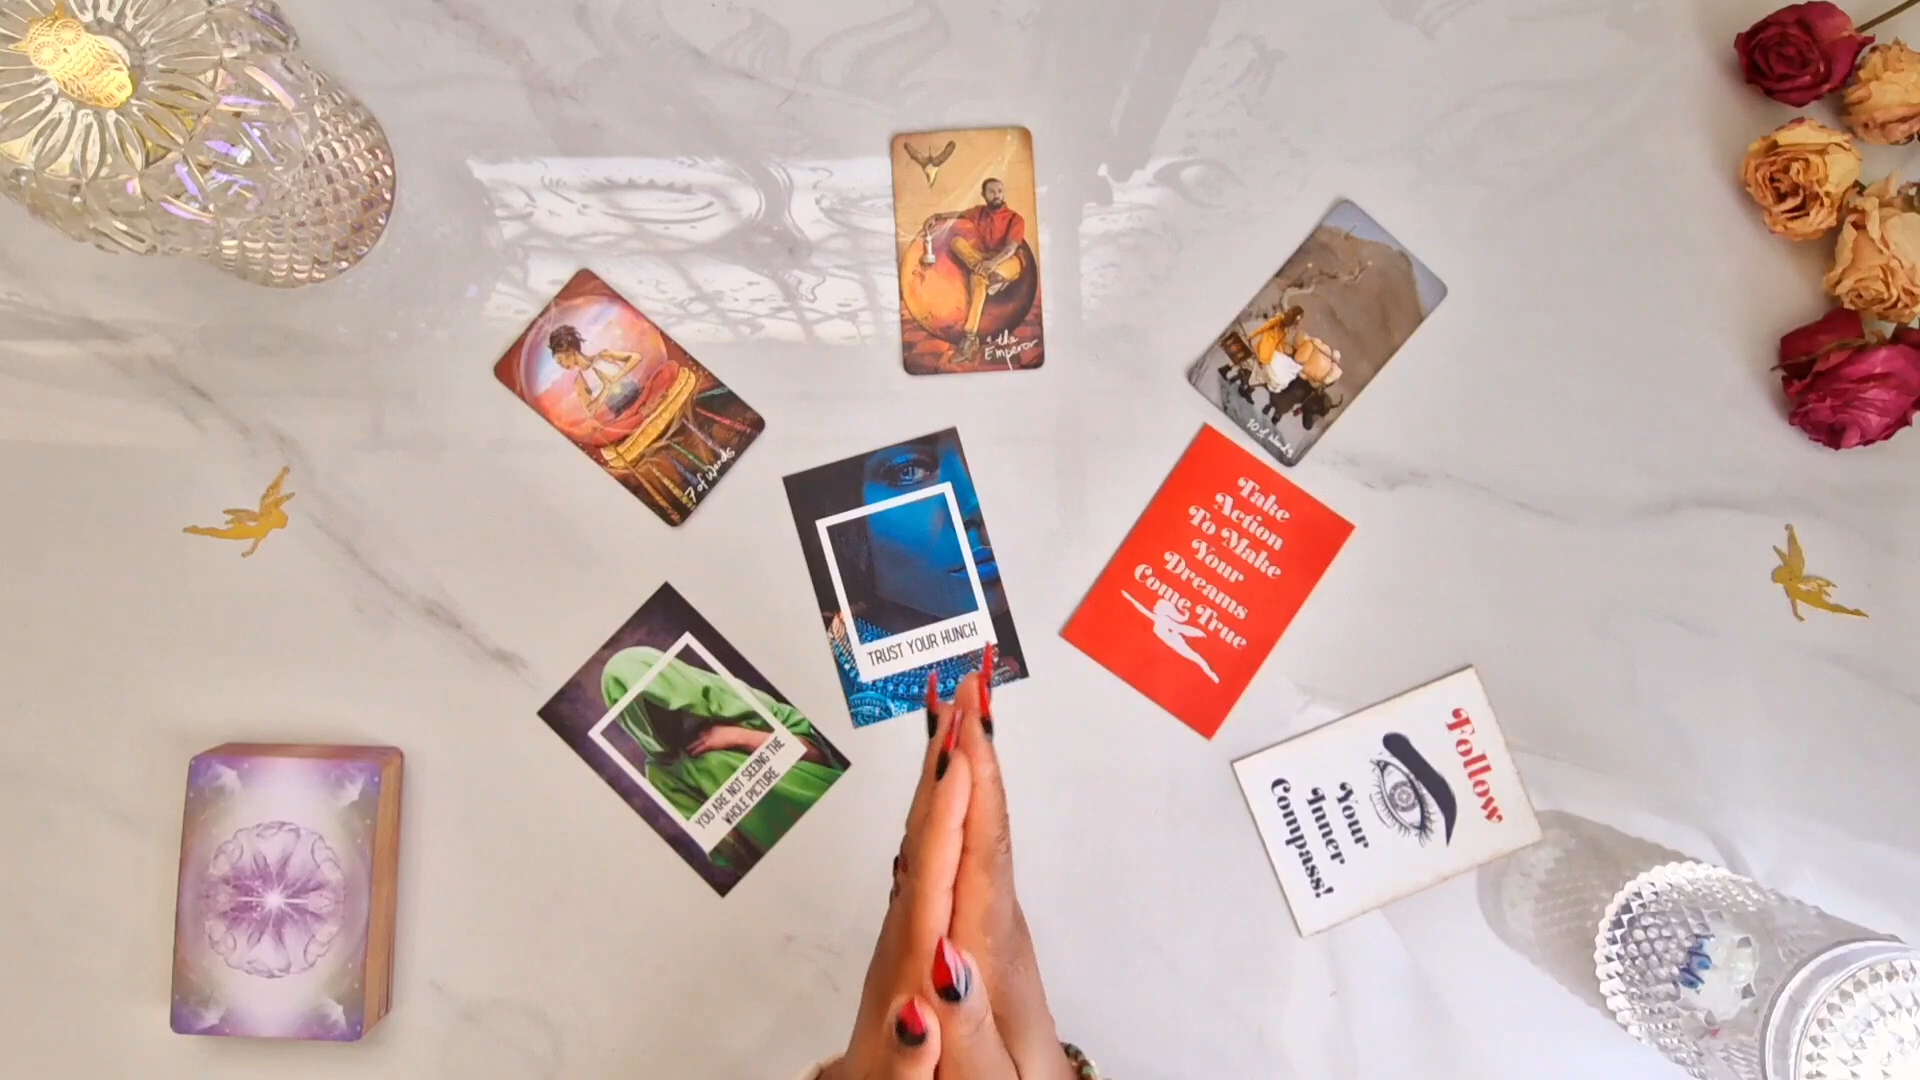 4 the
Emperor
7 of Wands
10 of Wands
TRUST YOUR HUNCH
Take
Action
To Make
Your
Dreams
Come True
YOU ARE NOT SEEING THE
WHOLE PICTURE
Follow
Your
Inner
Compass!